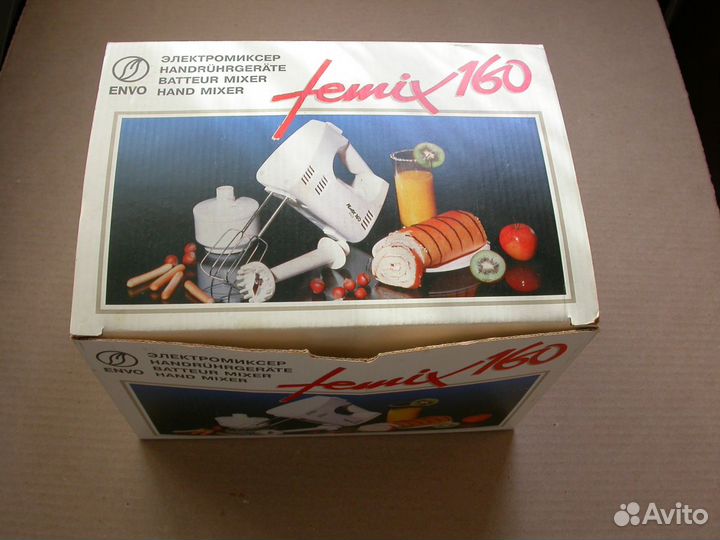 ENVO
ЭЛЕКТРОМИКСЕР
HANDRÜHRGERÄTE
BATTEUR MIXER
HAND MIXER
femix 160
ENVO
ЭЛЕКТРОМИКСЕР
HANDRÜHRGERÄTE
BATTEUR MIXER
HAND MIXER
femix 160
Avito